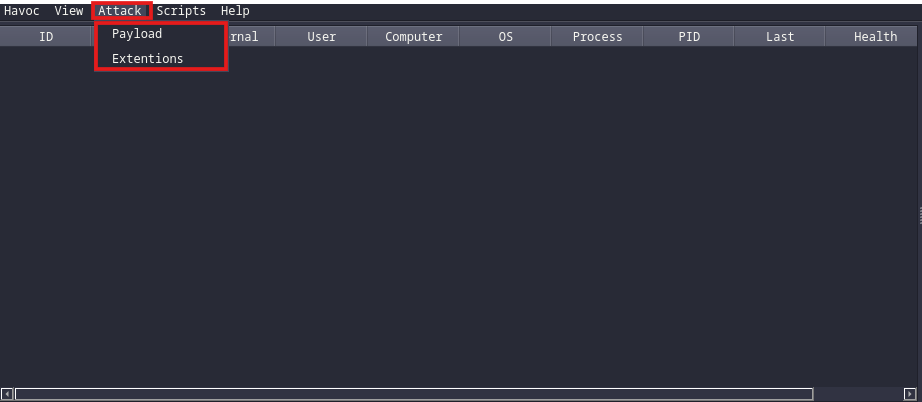 Havoc View Attack Scripts Help
ID rnal User Computer OS Process PID Last Health
Payload
Extentions